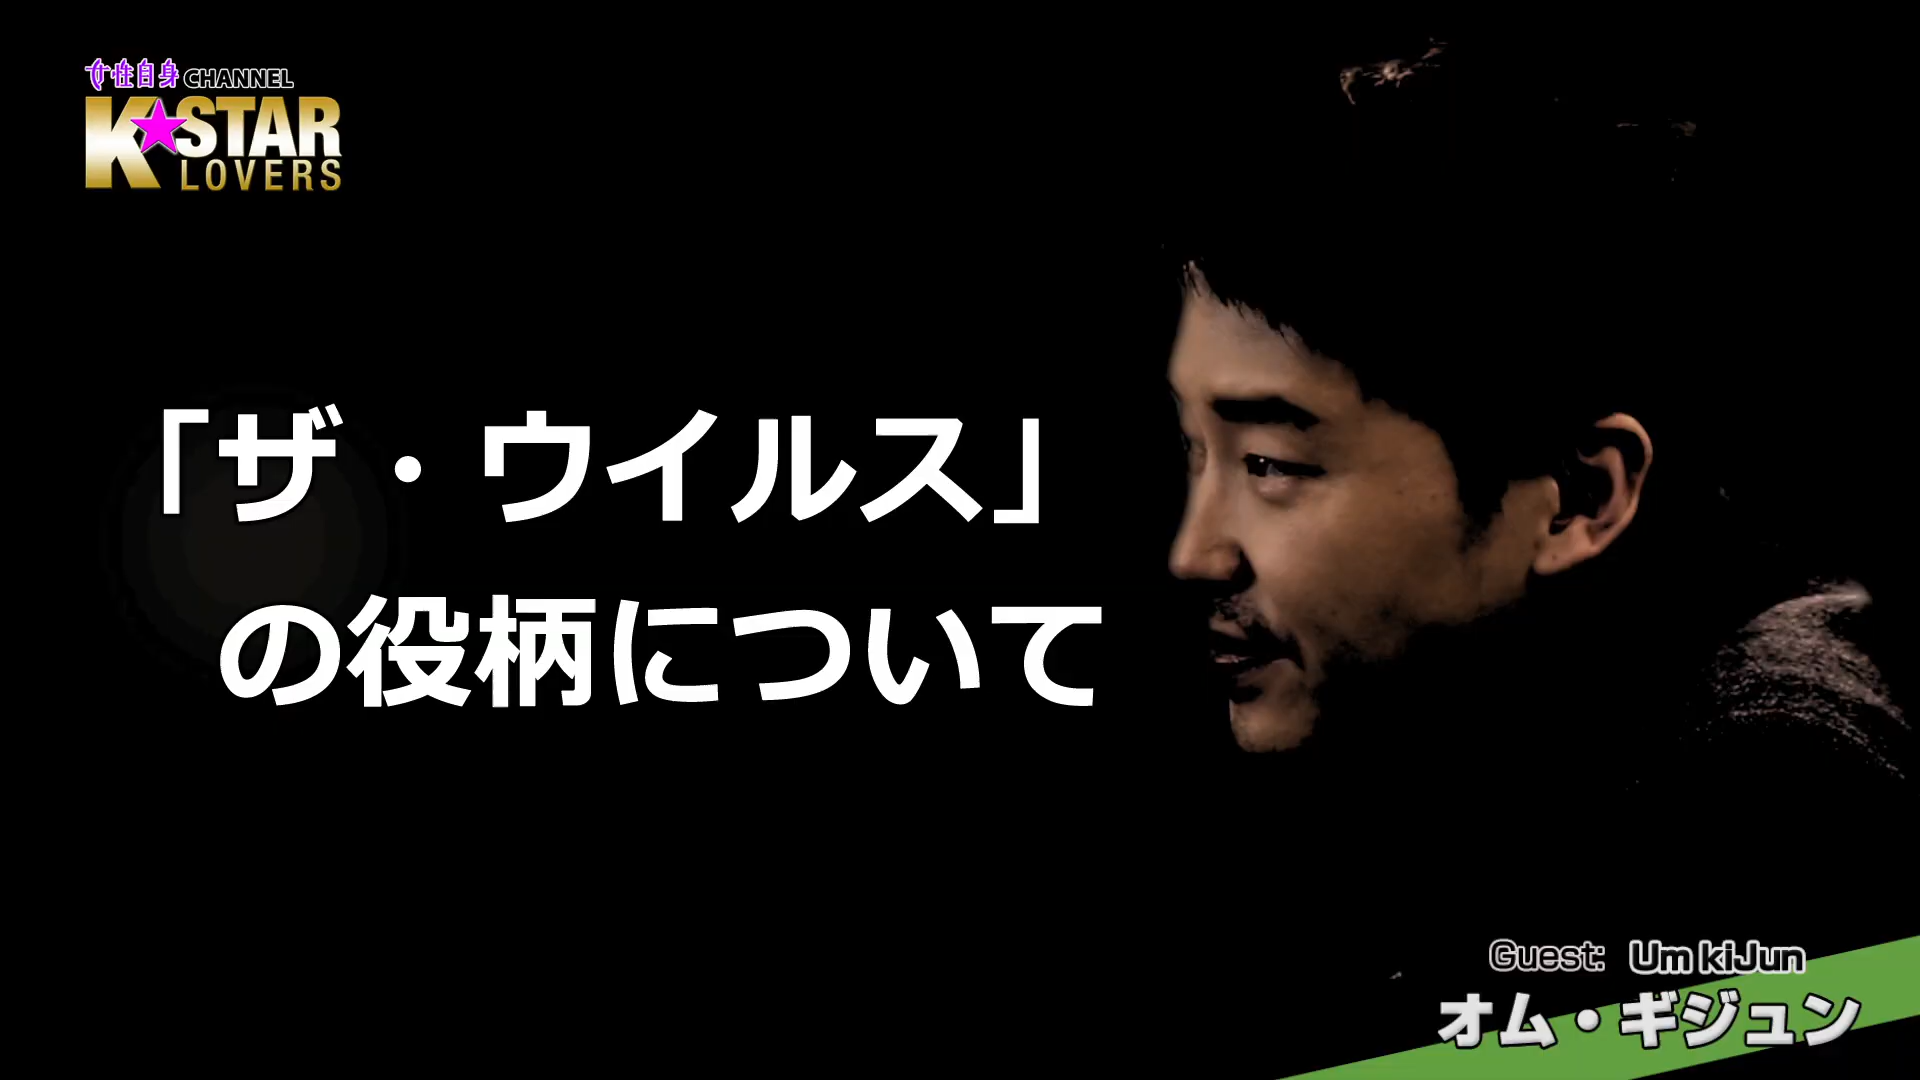 女性自身 CHANNEL
K★STAR
LOVERS
「ザ・ウイルス」
の役柄について
Guest: Um kiJun
オム・ギジュン